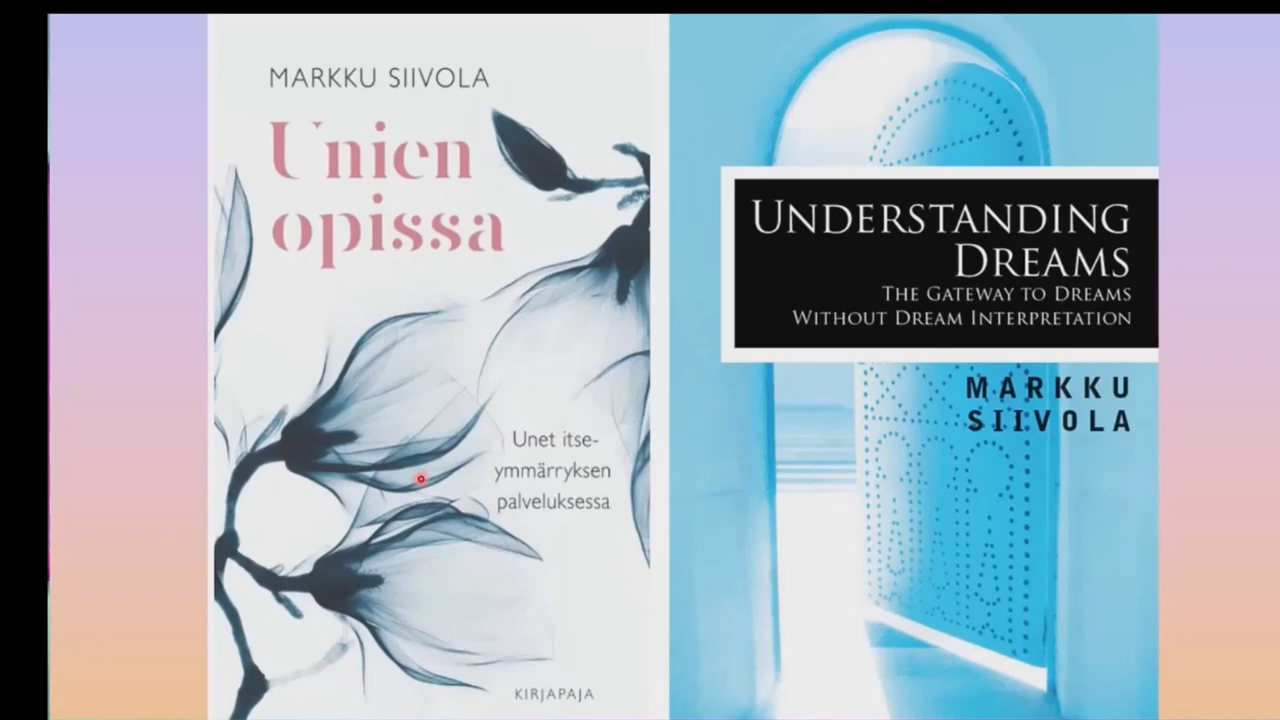 MARKKU SIIVOLA
Unien
opissa
Unet itse-
ymmärryksen
palveluksessa
KIRJAPAJA
UNDERSTANDING
DREAMS
THE GATEWAY TO DREAMS
WITHOUT DREAM INTERPRETATION
MARKKU
SIIVOLA